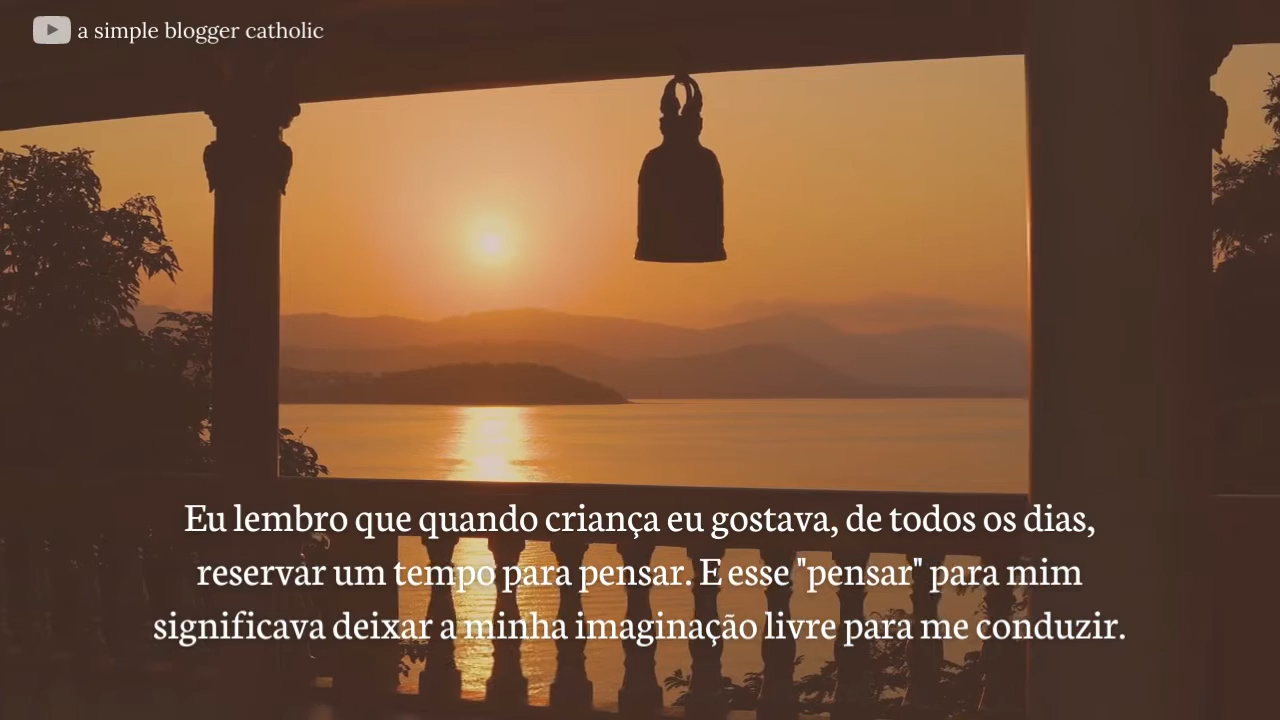 a simple blogger catholic
Eu lembro que quando criança eu gostava, de todos os dias,
reservar um tempo para pensar. E esse "pensar" para mim
significava deixar a minha imaginação livre para me conduzir.